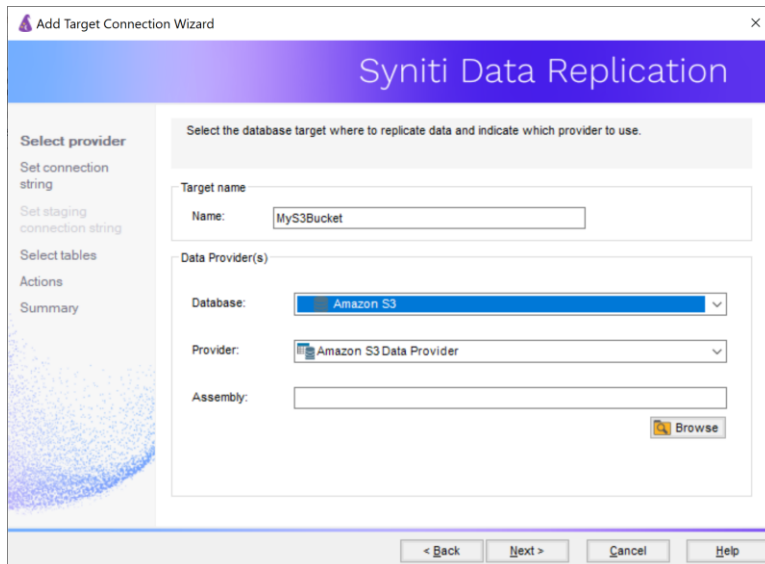 Add Target Connection Wizard
Syniti Data Replication
Select provider
Set connection
string
Set staging
connection string
Select tables
Actions
Summary
Select the database target where to replicate data and indicate which provider to use.
Target name
Name:
MyS3Bucket
Data Provider(s)
Database:
Amazon S3
Provider:
Amazon S3 Data Provider
Assembly:
Browse
< Back
Next >
Cancel
Help